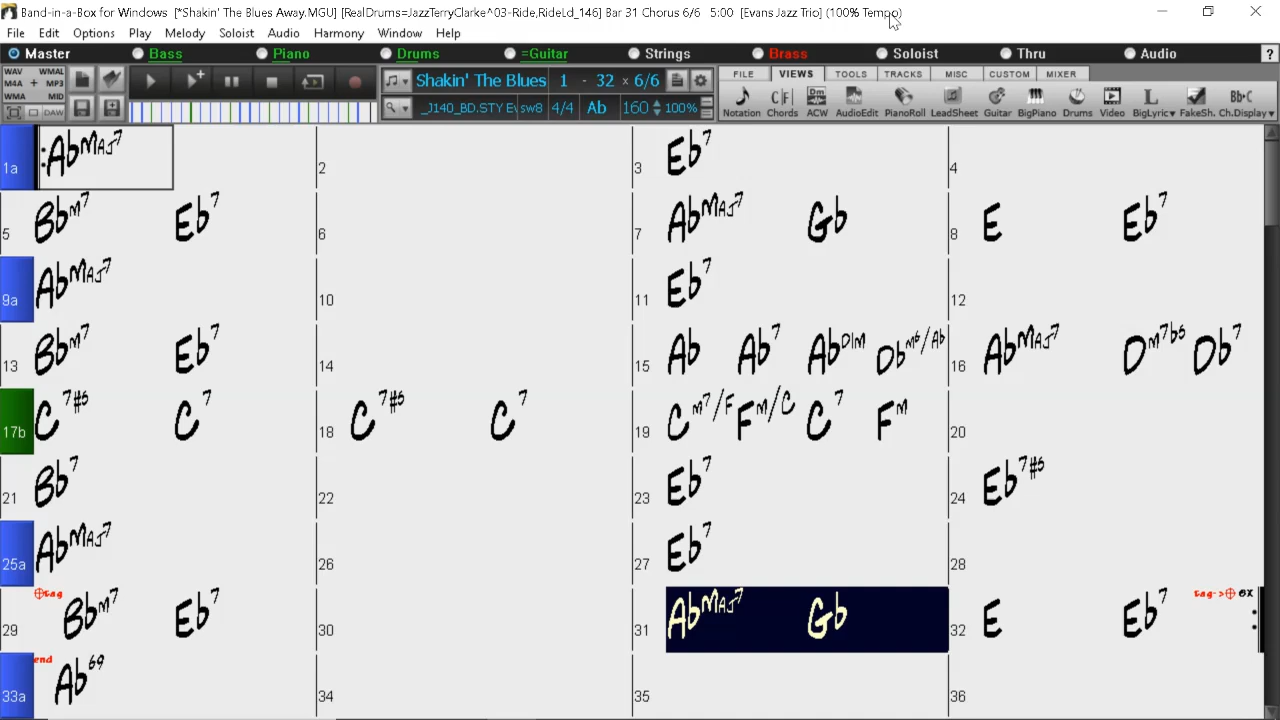 Band-in-a-Box for Windows [*Shakin' The Blues Away.MGU] [RealDrums=JazzTerryClarke^03-Ride,RideLd_146] Bar 31 Chorus 6/6 5:00 [Evans Jazz Trio] (100% Tempo)
File Edit Options Play Melody Soloist Audio Harmony Window Help
Master Bass Piano Drums =Guitar Strings Brass Soloist Thru Audio ?
WAV WMAL
M4A + MP3
WMA MID
DAW
Shakin' The Blues 1 - 32 x 6/6
_J140_BD.STY Ev sw8 4/4 Ab 160 100%
FILE VIEWS TOOLS TRACKS MISC CUSTOM MIXER
Notation Chords ACW AudioEdit PianoRoll LeadSheet Guitar BigPiano Drums Video BigLyric FakeSh. Ch.Display
1a :AbMAJ7 2 3 Eb7 4
5 Bbm7 Eb7 6 7 AbMAJ7 Gb 8 E Eb7
9a AbMAJ7 10 11 Eb7 12
13 Bbm7 Eb7 14 15 Ab Ab7 AbDIM Dbm6/Ab 16 AbMAJ7 Dm7b5 Db7
17b C7#5 C7 18 C7#5 C7 19 Cm7/F Fm/C C7 Fm 20
21 Bb7 22 23 Eb7 24 Eb7#5
25a AbMAJ7 26 27 Eb7 28
tag tag->
29 Bbm7 Eb7 30 31 AbMAJ7 Gb 32 E Eb7 :
end
33a Ab69 34 35 36